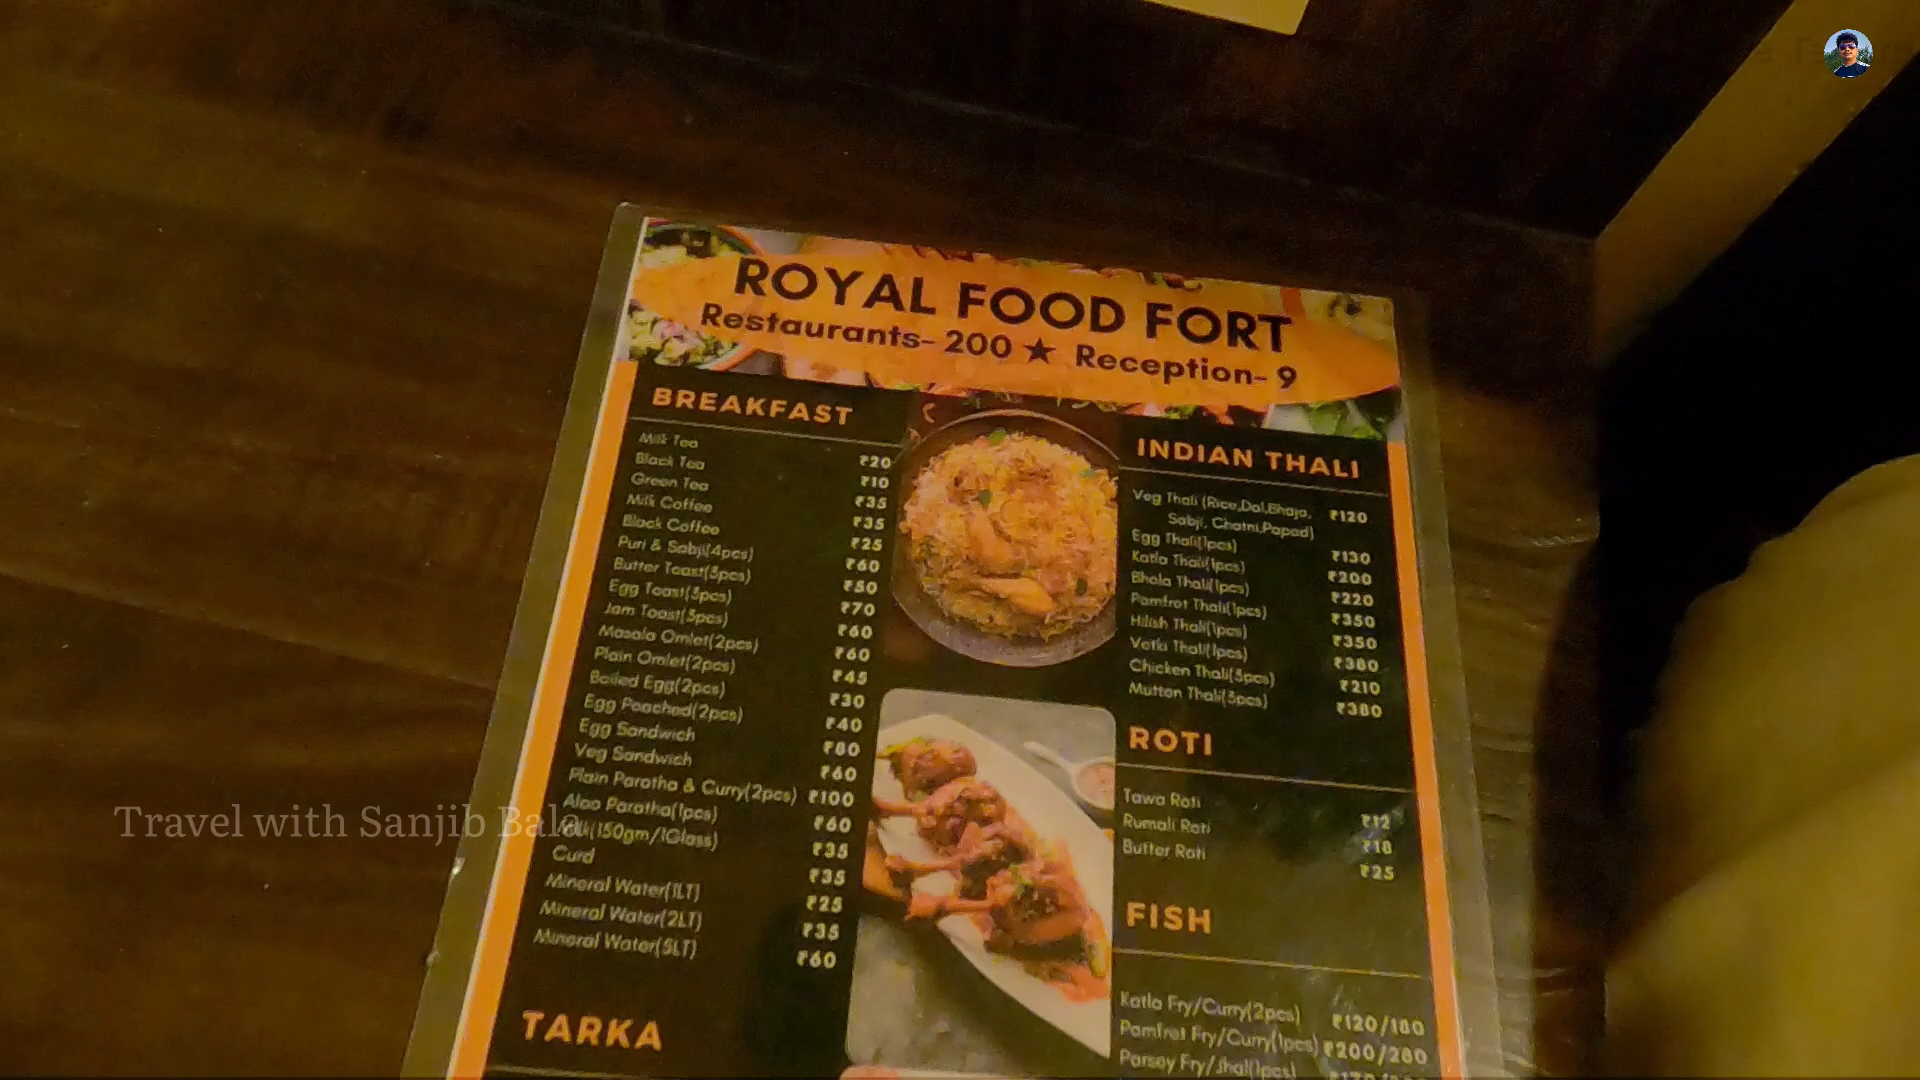 ROYAL FOOD FORT
Restaurants- 200 ★ Reception- 9
BREAKFAST
Milk Tea ₹20
Black Tea ₹10
Green Tea ₹35
Milk Coffee ₹35
Black Coffee ₹25
Puri & Sabji(4pcs) ₹60
Butter Toast(3pcs) ₹50
Egg Toast(3pcs) ₹70
Jam Toast(3pcs) ₹60
Masala Omlet(2pcs) ₹60
Plain Omlet(2pcs) ₹45
Boiled Egg(2pcs) ₹30
Egg Poached(2pcs) ₹40
Egg Sandwich ₹80
Veg Sandwich ₹60
Plain Paratha & Curry(2pcs) ₹100
Aloo Paratha(1pcs) ₹60
(150gm/1Glass) ₹35
Curd ₹35
Mineral Water(1LT) ₹25
Mineral Water(2LT) ₹35
Mineral Water(5LT) ₹60
TARKA
INDIAN THALI
Veg Thali (Rice,Dal,Bhaja, ₹120
Sabji, Chatni,Papad)
Egg Thali(1pcs) ₹130
Katla Thali(1pcs) ₹200
Bhola Thali(1pcs) ₹220
Pamfrot Thali(1pcs) ₹350
Hilish Thali(1pcs) ₹350
Vetki Thali(1pcs) ₹380
Chicken Thali(3pcs) ₹210
Mutton Thali(3pcs) ₹380
ROTI
Tawa Roti ₹12
Rumali Roti ₹18
Butter Roti ₹25
FISH
Katla Fry/Curry(2pcs) ₹120/180
Pamfret Fry/Curry(1pcs) ₹200/280
Parsey Fry/Jhal(1pcs)
Travel with Sanjib Bala